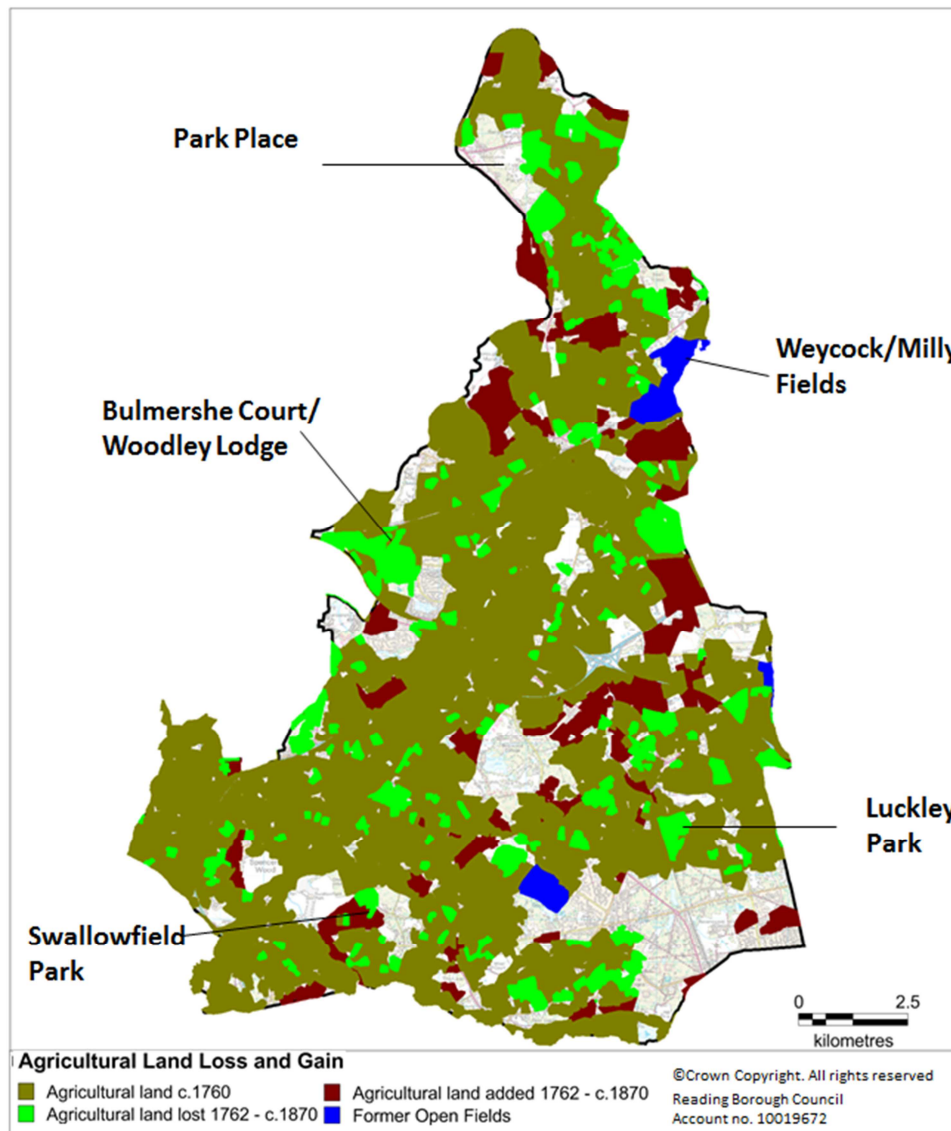 Park Place
Weycock/Milly
Fields
Bulmershe Court/
Woodley Lodge
Luckley
Park
Swallowfield
Park
Spencers
Wood
0 2.5
kilometres
Agricultural Land Loss and Gain
Agricultural land c.1760
Agricultural land lost 1762 - c.1870
Agricultural land added 1762 - c.1870
Former Open Fields
©Crown Copyright. All rights reserved
Reading Borough Council
Account no. 10019672